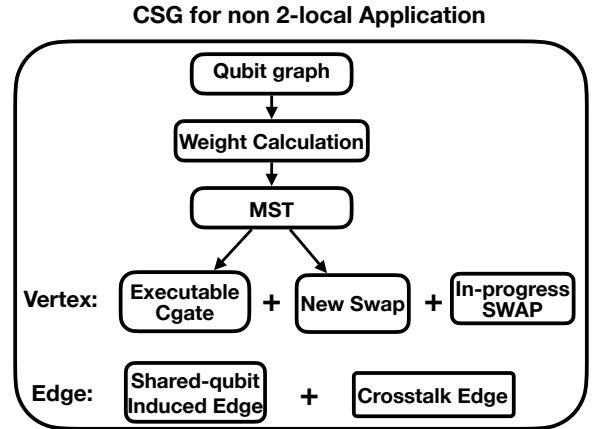 CSG for non 2-local Application
Qubit graph
Weight Calculation
MST
Vertex:
Executable
Cgate
+
New Swap
+
In-progress
SWAP
Edge:
Shared-qubit
Induced Edge
+
Crosstalk Edge